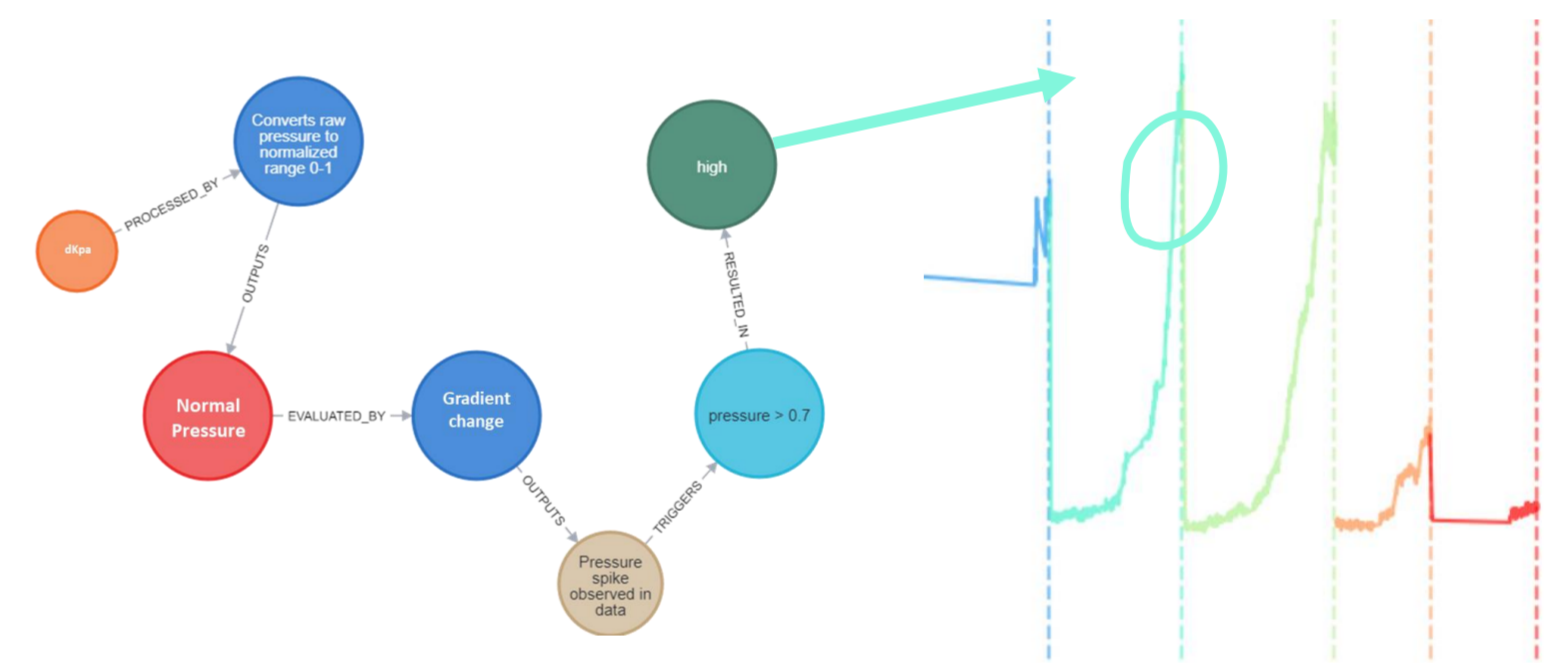 dKpa
PROCESSED_BY
Converts raw
pressure to
normalized
range 0-1
OUTPUTS
Normal
Pressure
EVALUATED_BY
Gradient
change
OUTPUTS
Pressure
spike
observed in
data
TRIGGERS
pressure > 0.7
RESULTED_IN
high